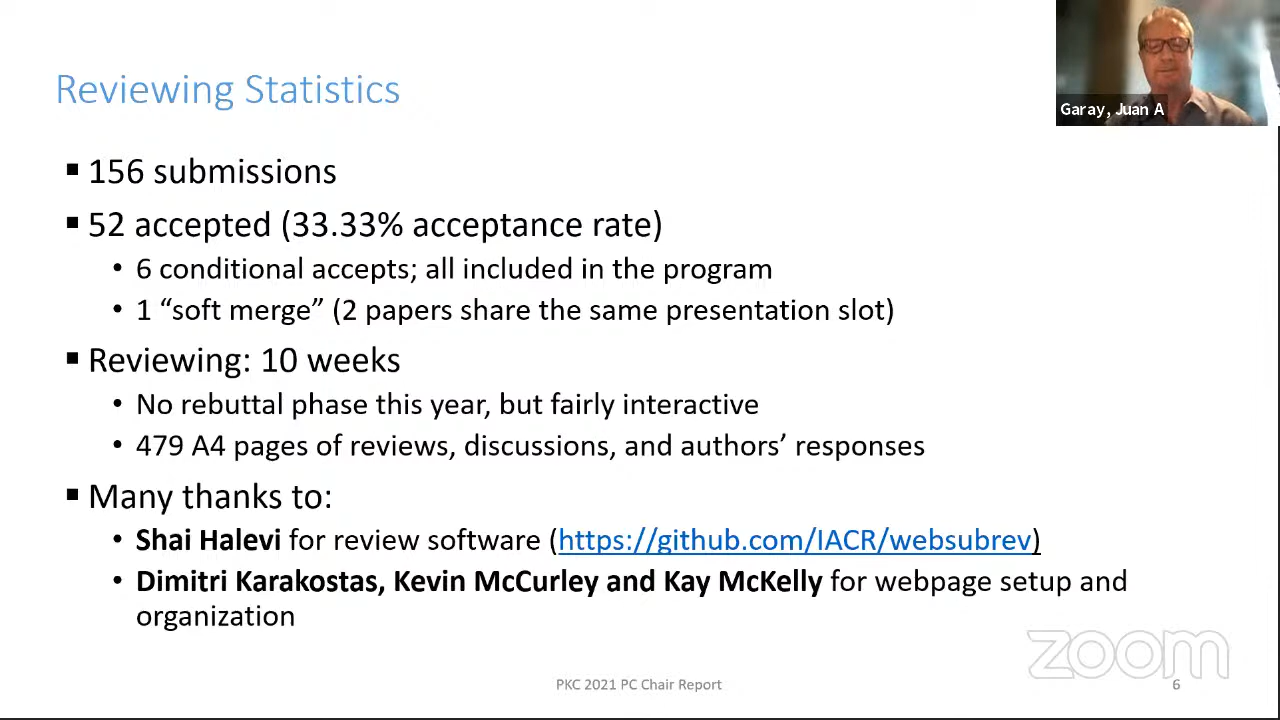 Reviewing Statistics
Garay, Juan A
▪ 156 submissions
▪ 52 accepted (33.33% acceptance rate)
• 6 conditional accepts; all included in the program
• 1 “soft merge” (2 papers share the same presentation slot)
▪ Reviewing: 10 weeks
• No rebuttal phase this year, but fairly interactive
• 479 A4 pages of reviews, discussions, and authors’ responses
▪ Many thanks to:
• Shai Halevi for review software (https://github.com/IACR/websubrev)
• Dimitri Karakostas, Kevin McCurley and Kay McKelly for webpage setup and
organization
zoom
PKC 2021 PC Chair Report
6